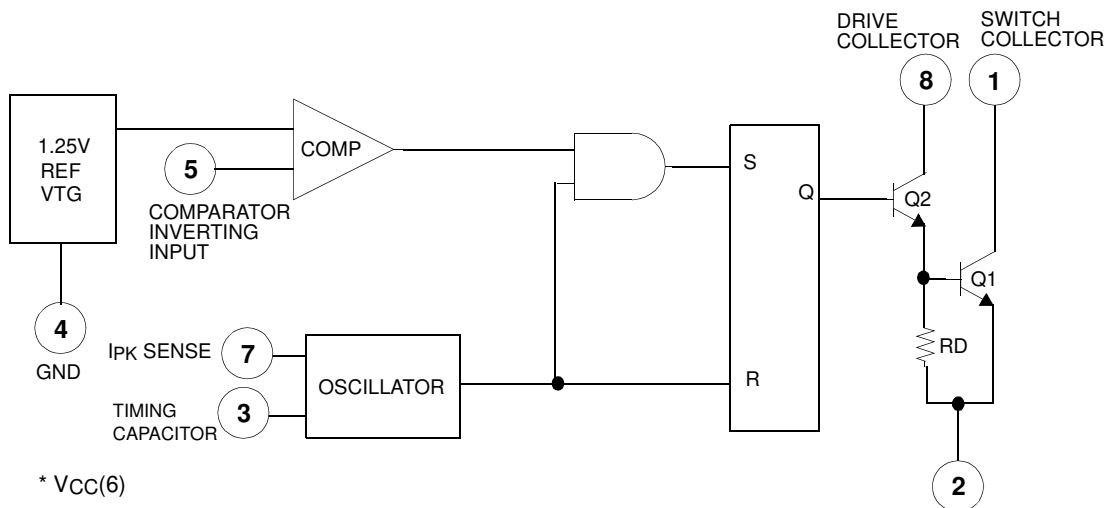 DRIVE
COLLECTOR
SWITCH
COLLECTOR
8
1
1.25V
REF
VTG
COMP
5
COMPARATOR
INVERTING
INPUT
S
Q
Q2
Q1
4
GND
IPK SENSE
7
OSCILLATOR
R
RD
TIMING
CAPACITOR
3
* VCC(6)
2